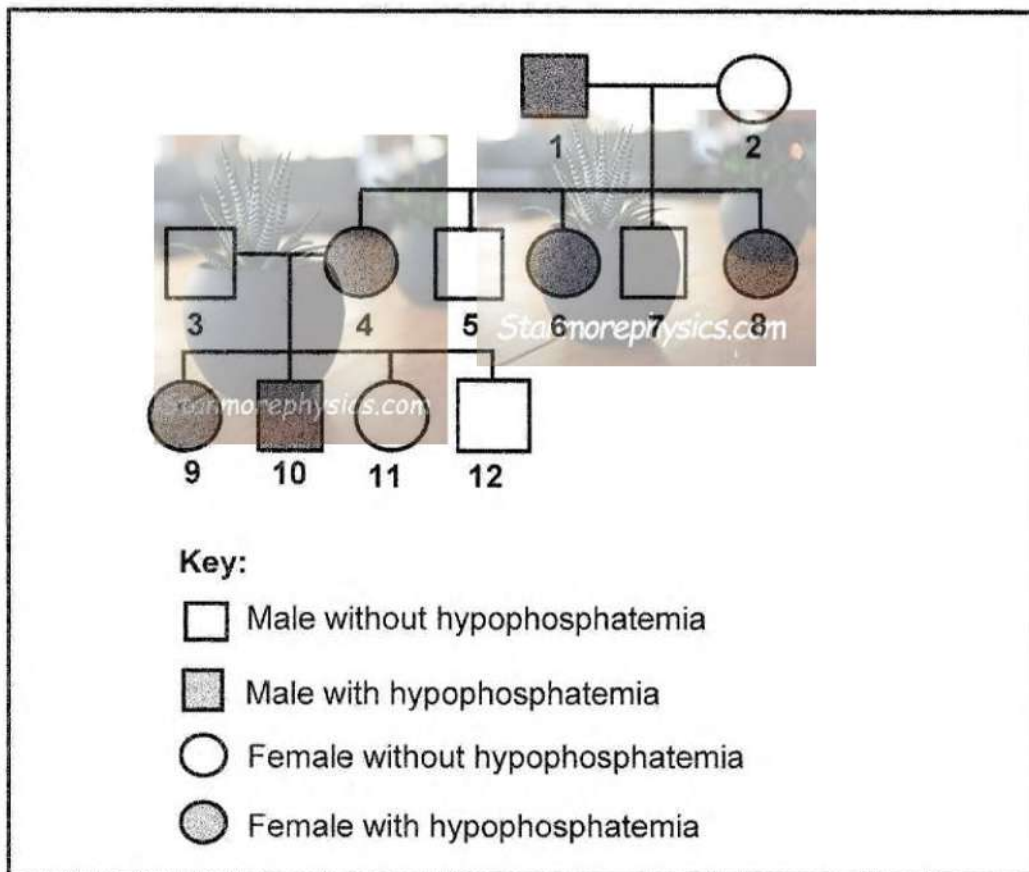 1
2
3
4
5
6
7
8
Stanmorephysics.com
Stanmorephysics.com
9
10
11
12
Key:
Male without hypophosphatemia
Male with hypophosphatemia
Female without hypophosphatemia
Female with hypophosphatemia